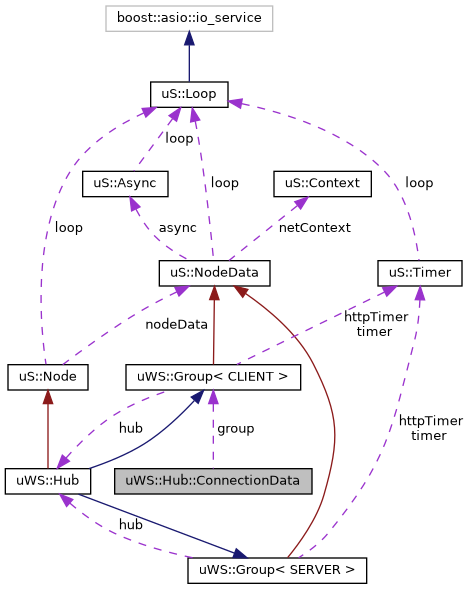 boost::asio::io_service
uS::Loop
loop
uS::Async
loop
uS::Context
loop
loop
async
netContext
uS::NodeData
uS::Timer
nodeData
httpTimer
timer
uS::Node
uWS::Group< CLIENT >
hub
group
httpTimer
timer
uWS::Hub
uWS::Hub::ConnectionData
hub
uWS::Group< SERVER >